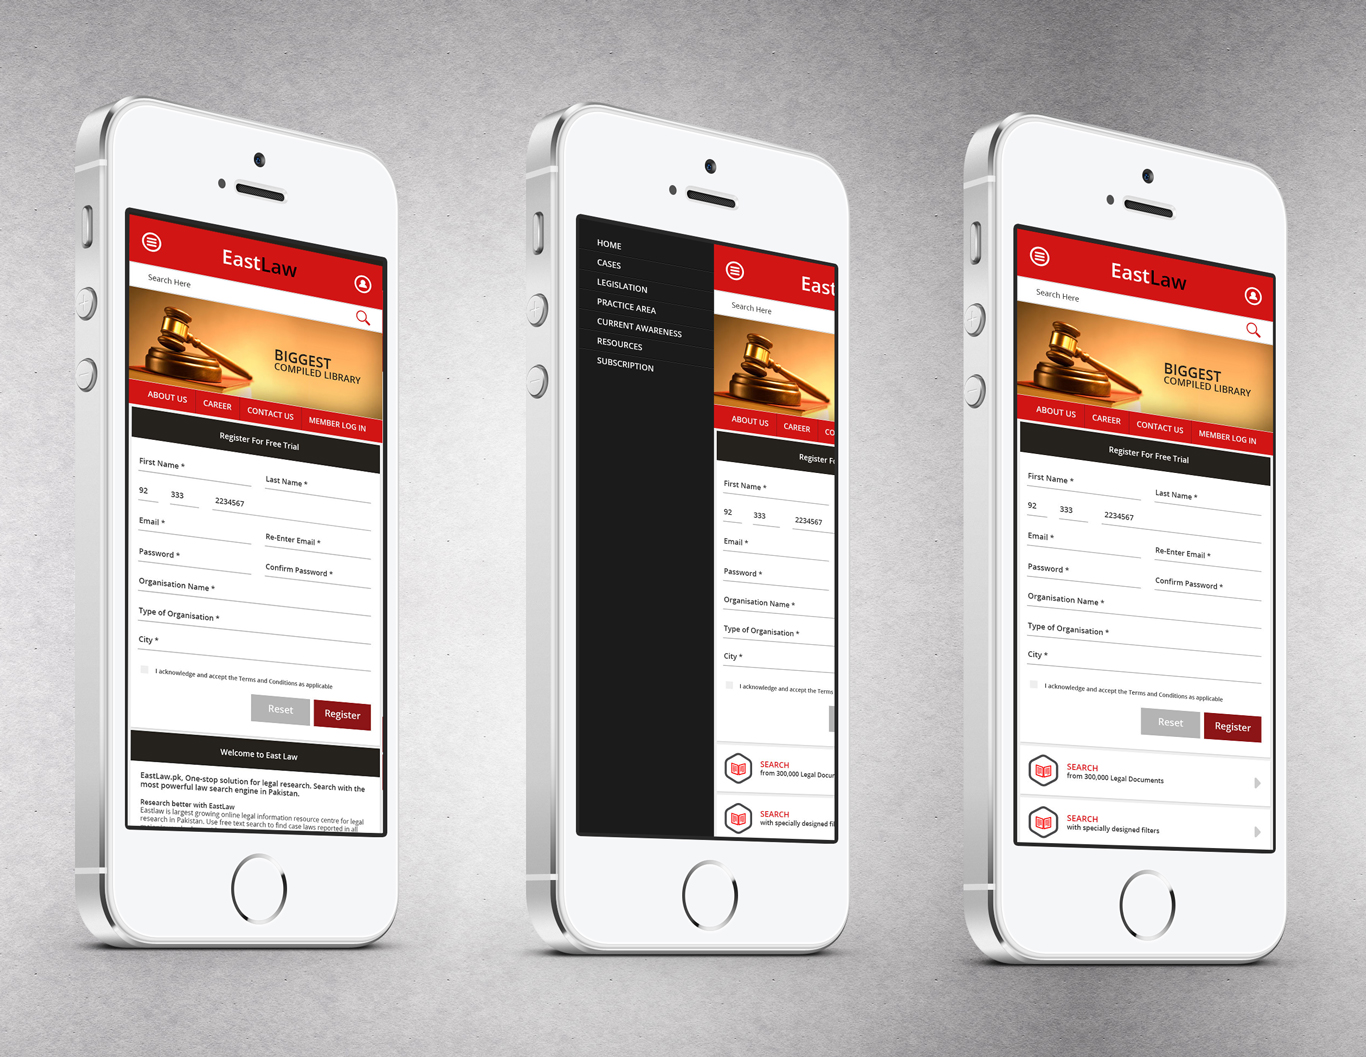 EastLaw
Search Here
BIGGEST
COMPILED LIBRARY
ABOUT US
CAREER
CONTACT US
MEMBER LOG IN
Register For Free Trial
First Name *
Last Name *
92
333
2234567
Email *
Re-Enter Email *
Password *
Confirm Password *
Organisation Name *
Type of Organisation *
City *
I acknowledge and accept the Terms and Conditions as applicable
Reset
Register
Welcome to East Law
EastLaw.pk, One-stop solution for legal research. Search with the
most powerful law search engine in Pakistan.
Research better with EastLaw
Eastlaw is largest growing online legal information resource centre for legal
research in Pakistan. Use free text search to find case laws reported in all
HOME
CASES
LEGISLATION
PRACTICE AREA
CURRENT AWARENESS
RESOURCES
SUBSCRIPTION
East
Search Here
ABOUT US
CAREER
CO
Register Fo
First Name *
92
333
2234567
Email *
Password *
Organisation Name *
Type of Organisation *
City *
I acknowledge and accept the Terms
SEARCH
from 300,000 Legal Docum
SEARCH
with specially designed fil
EastLaw
Search Here
BIGGEST
COMPILED LIBRARY
ABOUT US
CAREER
CONTACT US
MEMBER LOG IN
Register For Free Trial
First Name *
Last Name *
92
333
2234567
Email *
Re-Enter Email *
Password *
Confirm Password *
Organisation Name *
Type of Organisation *
City *
I acknowledge and accept the Terms and Conditions as applicable
Reset
Register
SEARCH
from 300,000 Legal Documents
SEARCH
with specially designed filters